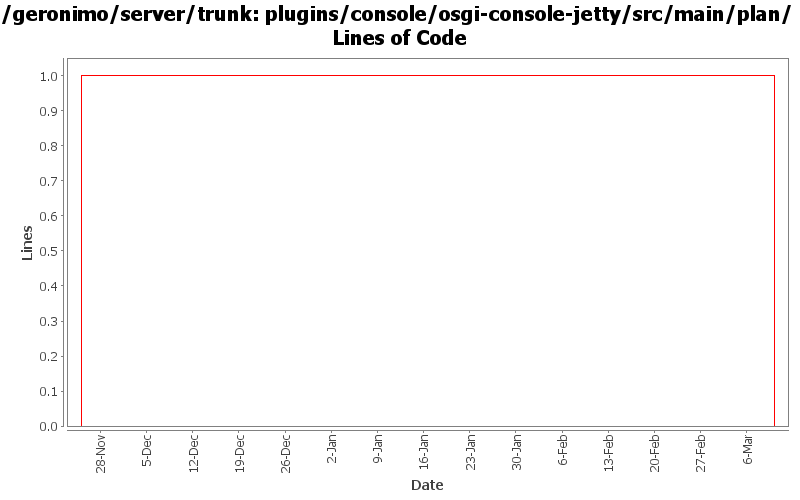 /geronimo/server/trunk: plugins/console/osgi-console-jetty/src/main/plan/
Lines of Code
1.0
0.9
0.8
0.7
0.6
0.5
0.4
0.3
0.2
0.1
0.0
Lines
28-Nov
5-Dec
12-Dec
19-Dec
26-Dec
2-Jan
9-Jan
16-Jan
23-Jan
30-Jan
6-Feb
13-Feb
20-Feb
27-Feb
6-Mar
Date